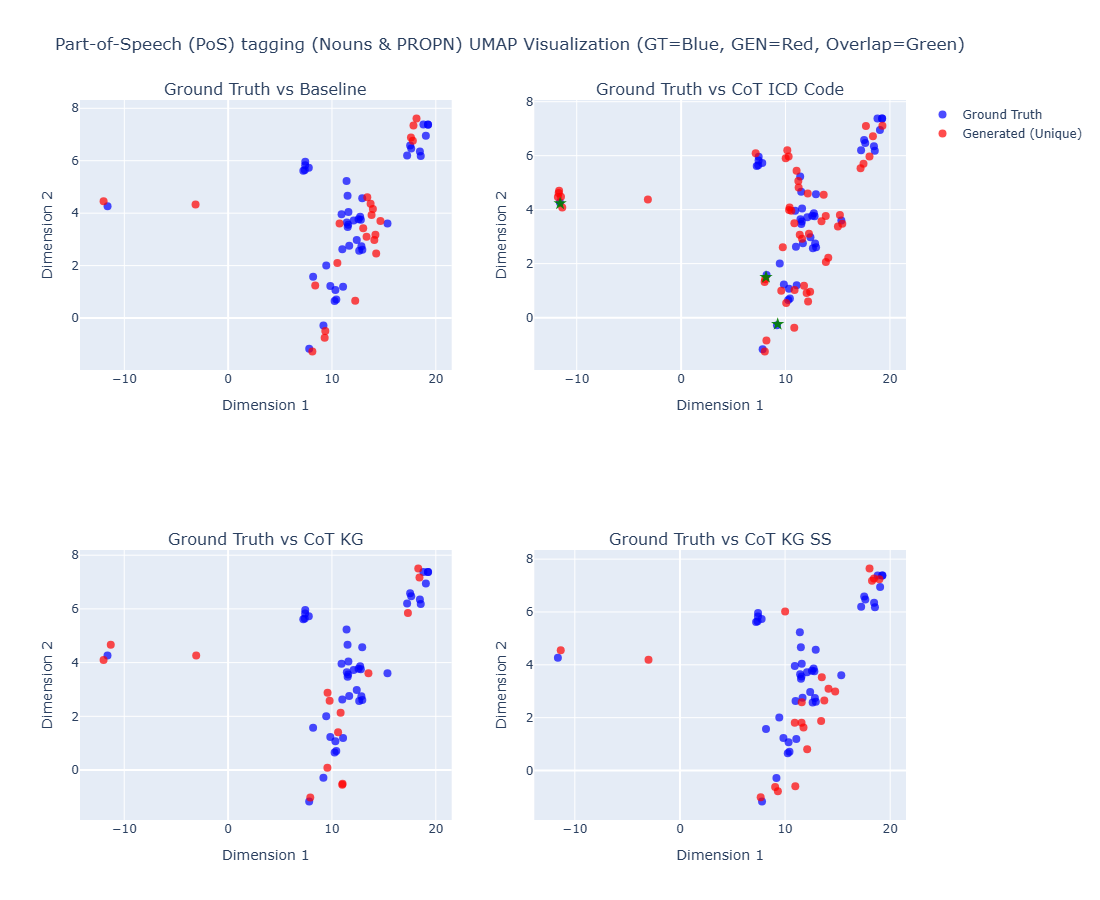 Part-of-Speech (PoS) tagging (Nouns & PROPN) UMAP Visualization (GT=Blue, GEN=Red, Overlap=Green)
Ground Truth vs Baseline
8
6
4
2
0
Dimension 2
−10
0
10
20
Dimension 1
Ground Truth vs CoT ICD Code
8
6
4
2
0
Dimension 2
−10
0
10
20
Dimension 1
Ground Truth
Generated (Unique)
Ground Truth vs CoT KG
8
6
4
2
0
Dimension 2
−10
0
10
20
Dimension 1
Ground Truth vs CoT KG SS
8
6
4
2
0
Dimension 2
−10
0
10
20
Dimension 1